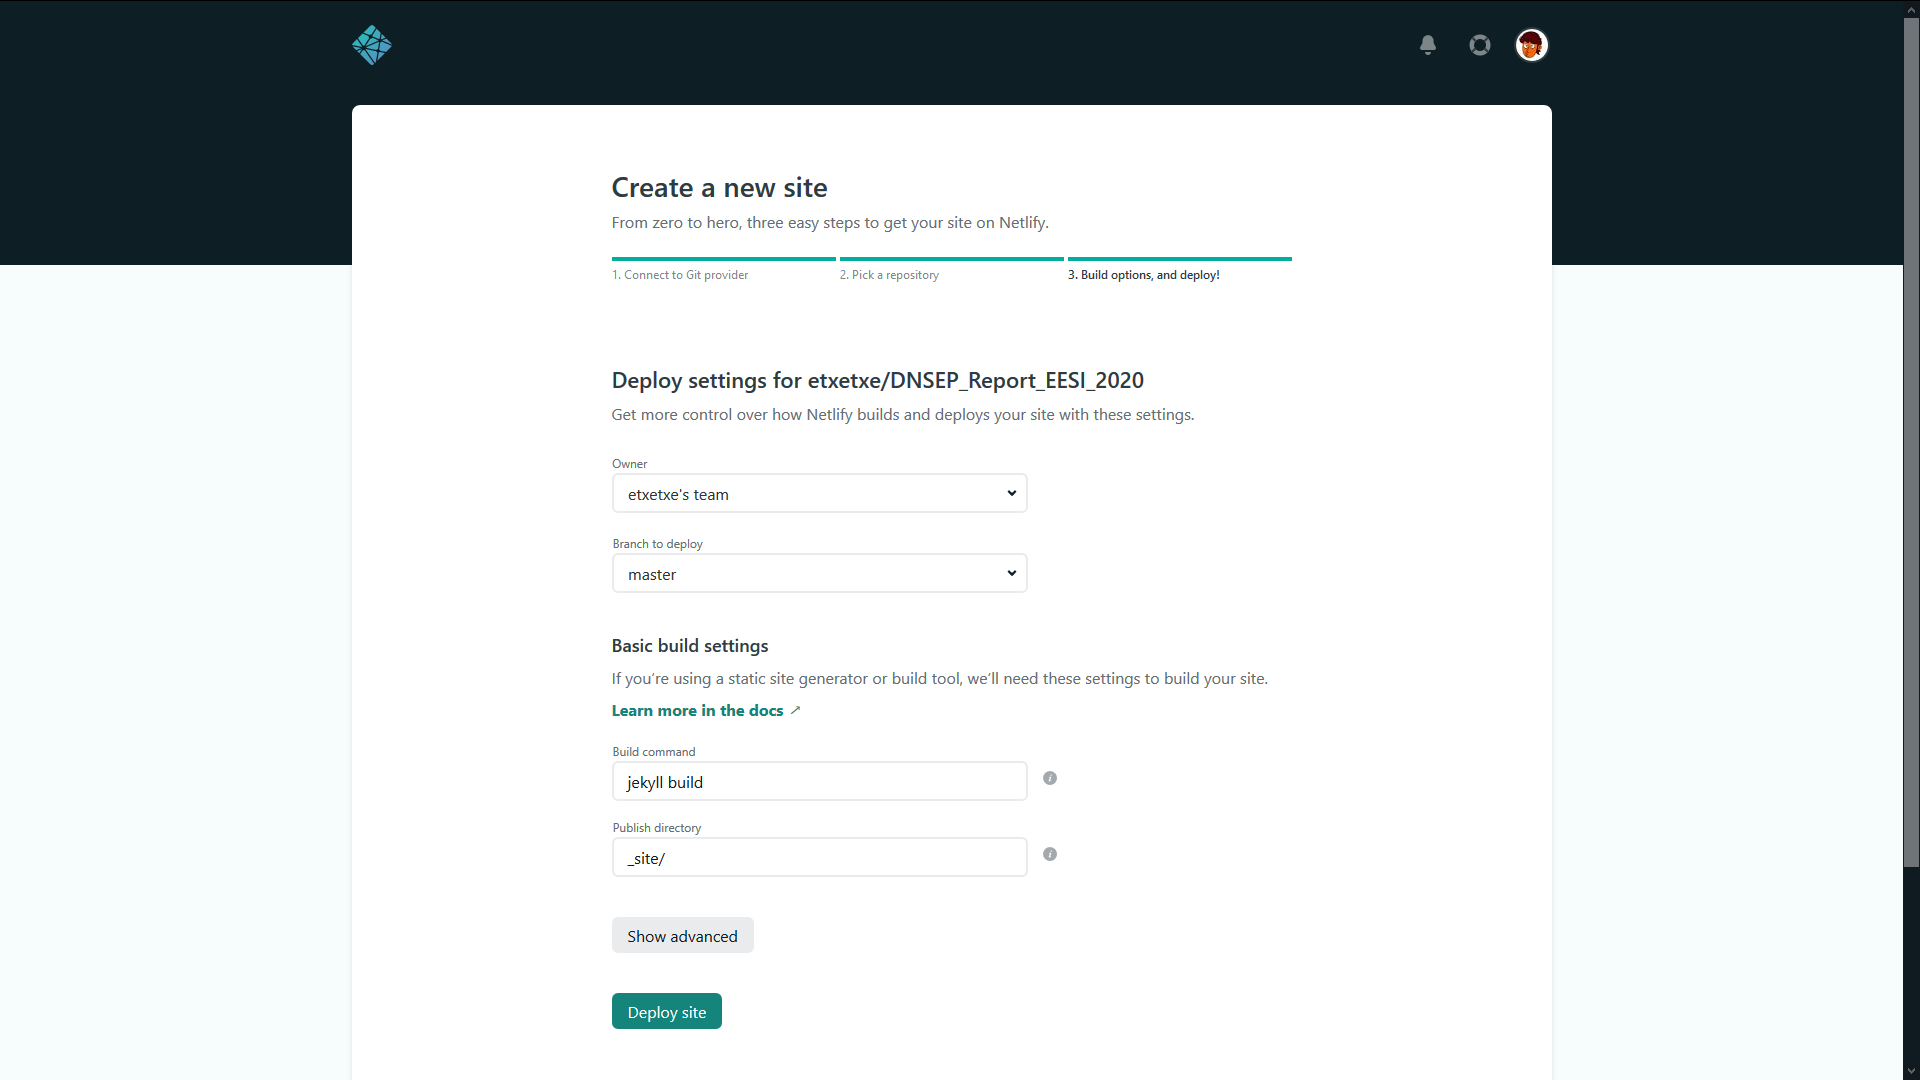 Create a new site
From zero to hero, three easy steps to get your site on Netlify.
1. Connect to Git provider
2. Pick a repository
3. Build options, and deploy!
Deploy settings for etxetxe/DNSEP_Report_EESI_2020
Get more control over how Netlify builds and deploys your site with these settings.
Owner
etxetxe's team
Branch to deploy
master
Basic build settings
If you’re using a static site generator or build tool, we’ll need these settings to build your site.
Learn more in the docs
Build command
jekyll build
Publish directory
_site/
Show advanced
Deploy site